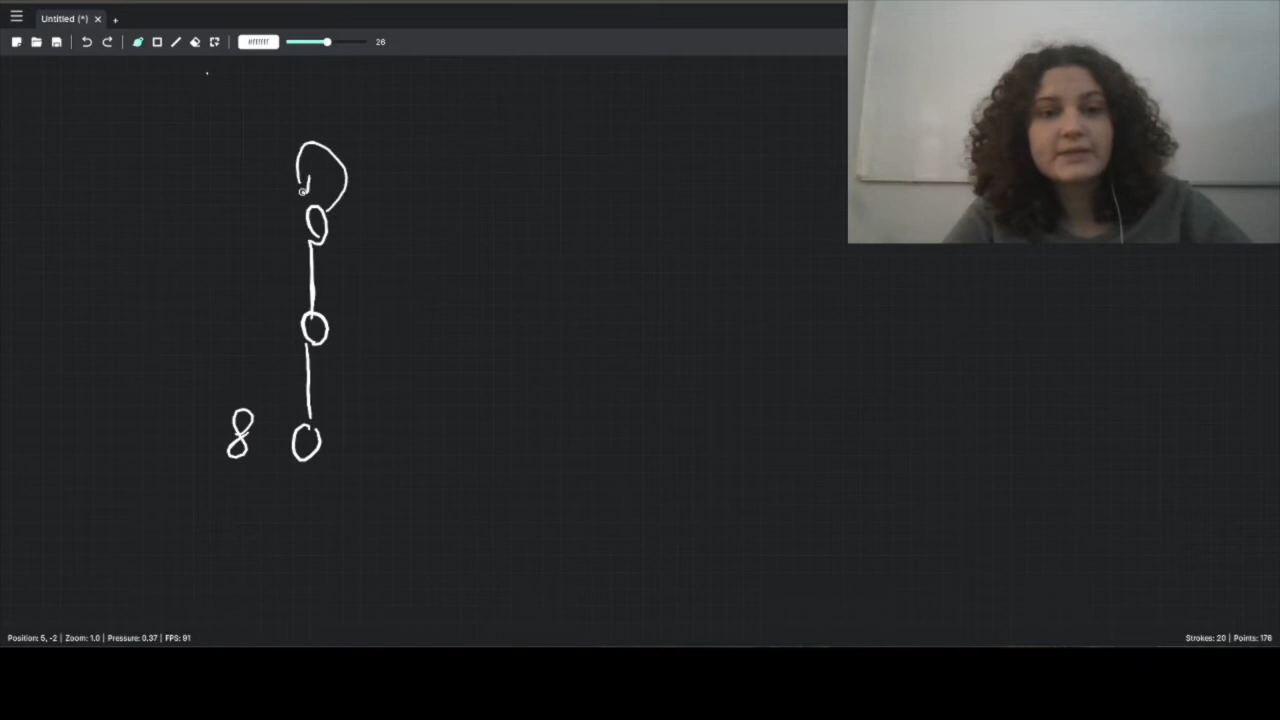 Untitled (*)
#ffffff 26
8
Position: 5, -2 | Zoom: 1.0 | Pressure: 0.37 | FPS: 91
Strokes: 20 | Points: 176